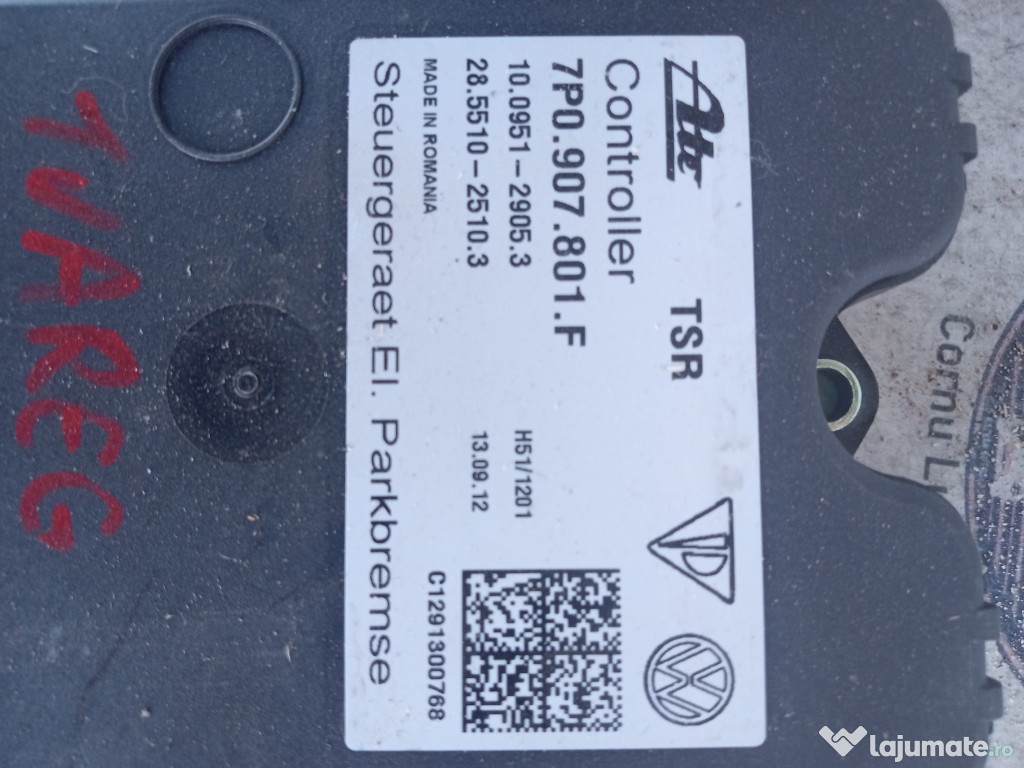 Ate TSR
Controller
7P0.907.801.F
10.0951-2905.3 H51/1201
28.5510-2510.3 13.09.12
MADE IN ROMANIA C1291300768
Steuergeraet El. Parkbremse
TUAREG
Cornu L
lajumate.ro